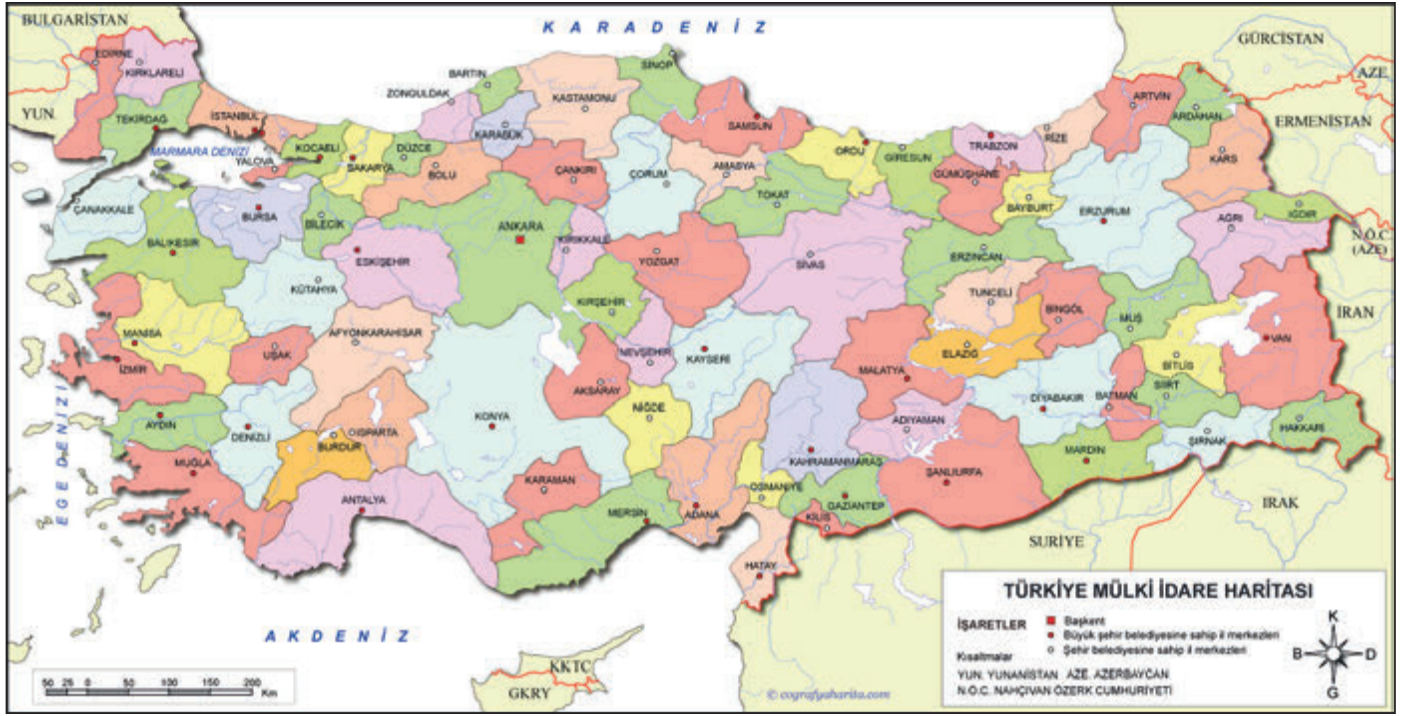 BULGARİSTAN
K A R A D E N İ Z
GÜRCİSTAN
EDİRNE
KIRKLARELİ
SİNOP
BARTIN
ZONGULDAK
KASTAMONU
ARTVİN
AZE.
YUN.
TEKİRDAĞ
İSTANBUL
KARABÜK
SAMSUN
ARDAHAN
ERMENİSTAN
MARMARA DENİZİ
YALOVA
KOCAELİ
SAKARYA
DÜZCE
BOLU
ÇANKIRI
ÇORUM
AMASYA
ORDU
GİRESUN
TRABZON
RİZE
KARS
GÜMÜŞHANE
TOKAT
BAYBURT
ERZURUM
ÇANAKKALE
BURSA
BİLECİK
ANKARA
AĞRI
IĞDIR
BALIKESİR
ESKİŞEHİR
KIRIKKALE
YOZGAT
SİVAS
ERZİNCAN
N.Ö.C.
(AZE)
KÜTAHYA
KIRŞEHİR
TUNCELİ
BİNGÖL
MUŞ
İRAN
MANİSA
UŞAK
AFYONKARAHİSAR
NEVŞEHİR
KAYSERİ
ELAZIĞ
VAN
İZMİR
AKSARAY
MALATYA
BİTLİS
EGE DENİZİ
AYDIN
DENİZLİ
ISPARTA
BURDUR
KONYA
NİĞDE
ADIYAMAN
DİYABAKIR
BATMAN
SİİRT
MUĞLA
KAHRAMANMARAŞ
MARDİN
ŞIRNAK
HAKKARİ
ANTALYA
KARAMAN
MERSİN
ADANA
OSMANİYE
GAZİANTEP
KİLİS
ŞANLIURFA
HATAY
SURİYE
IRAK
A K D E N İ Z
KKTC
GKRY
50 25 0 50 100 150 200
Km
© cografyaharita.com
TÜRKİYE MÜLKİ İDARE HARİTASI
İŞARETLER
Başkent
Büyük şehir belediyesine sahip il merkezleri
Şehir belediyesine sahip il merkezleri
Kısaltmalar
YUN. YUNANİSTAN AZE. AZERBAYCAN
N.Ö.C. NAHÇIVAN ÖZERK CUMHURİYETİ
K
B
D
G